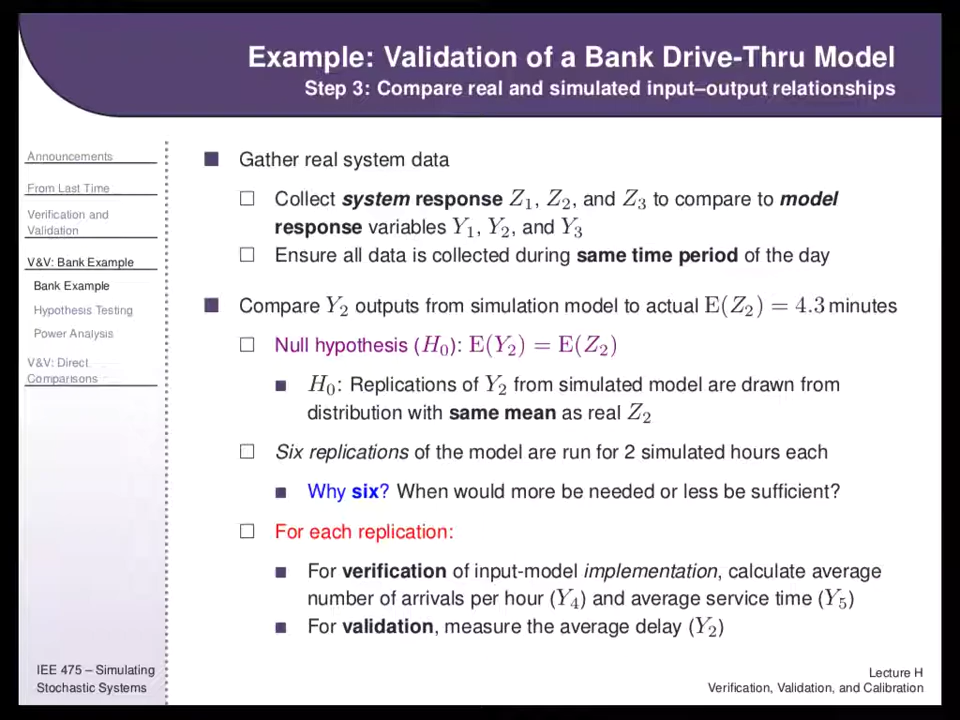 Example: Validation of a Bank Drive-Thru Model
Step 3: Compare real and simulated input–output relationships
Announcements
From Last Time
Verification and
Validation
V&V: Bank Example
Bank Example
Hypothesis Testing
Power Analysis
V&V: Direct
Comparisons
Gather real system data
Collect system response Z₁, Z₂, and Z₃ to compare to model
response variables Y₁, Y₂, and Y₃
Ensure all data is collected during same time period of the day
Compare Y₂ outputs from simulation model to actual E(Z₂) = 4.3 minutes
Null hypothesis (H₀): E(Y₂) = E(Z₂)
H₀: Replications of Y₂ from simulated model are drawn from
distribution with same mean as real Z₂
Six replications of the model are run for 2 simulated hours each
Why six? When would more be needed or less be sufficient?
For each replication:
For verification of input-model implementation, calculate average
number of arrivals per hour (Y₄) and average service time (Y₅)
For validation, measure the average delay (Y₂)
IEE 475 – Simulating
Stochastic Systems
Lecture H
Verification, Validation, and Calibration